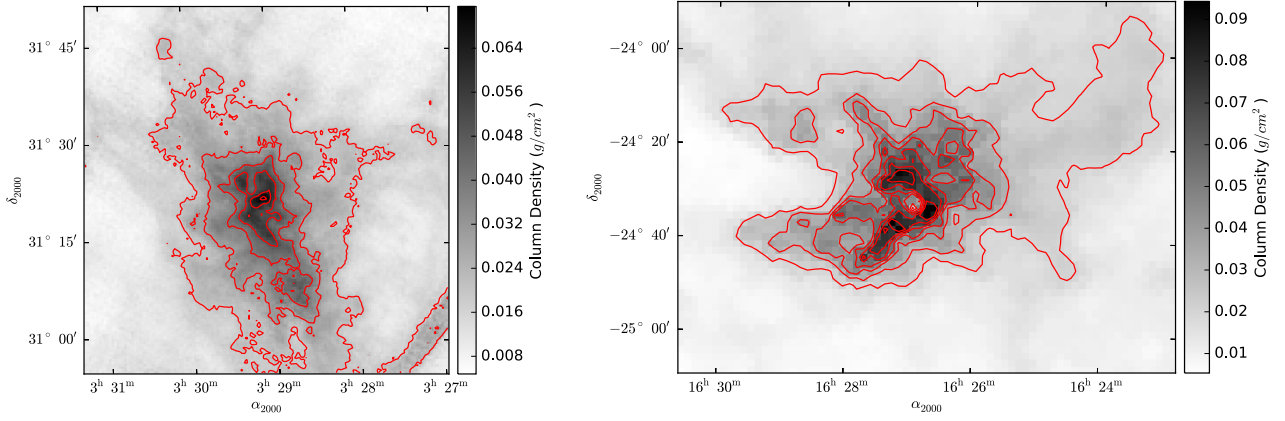 31° 45′
31° 30′
31° 15′
31° 00′
δ2000
3ʰ 31ᵐ
3ʰ 30ᵐ
3ʰ 29ᵐ
3ʰ 28ᵐ
3ʰ 27ᵐ
α2000
0.064
0.056
0.048
0.040
0.032
0.024
0.016
0.008
Column Density (g/cm²)
−24° 00′
−24° 20′
−24° 40′
−25° 00′
δ2000
16ʰ 30ᵐ
16ʰ 28ᵐ
16ʰ 26ᵐ
16ʰ 24ᵐ
α2000
0.09
0.08
0.07
0.06
0.05
0.04
0.03
0.02
0.01
Column Density (g/cm²)